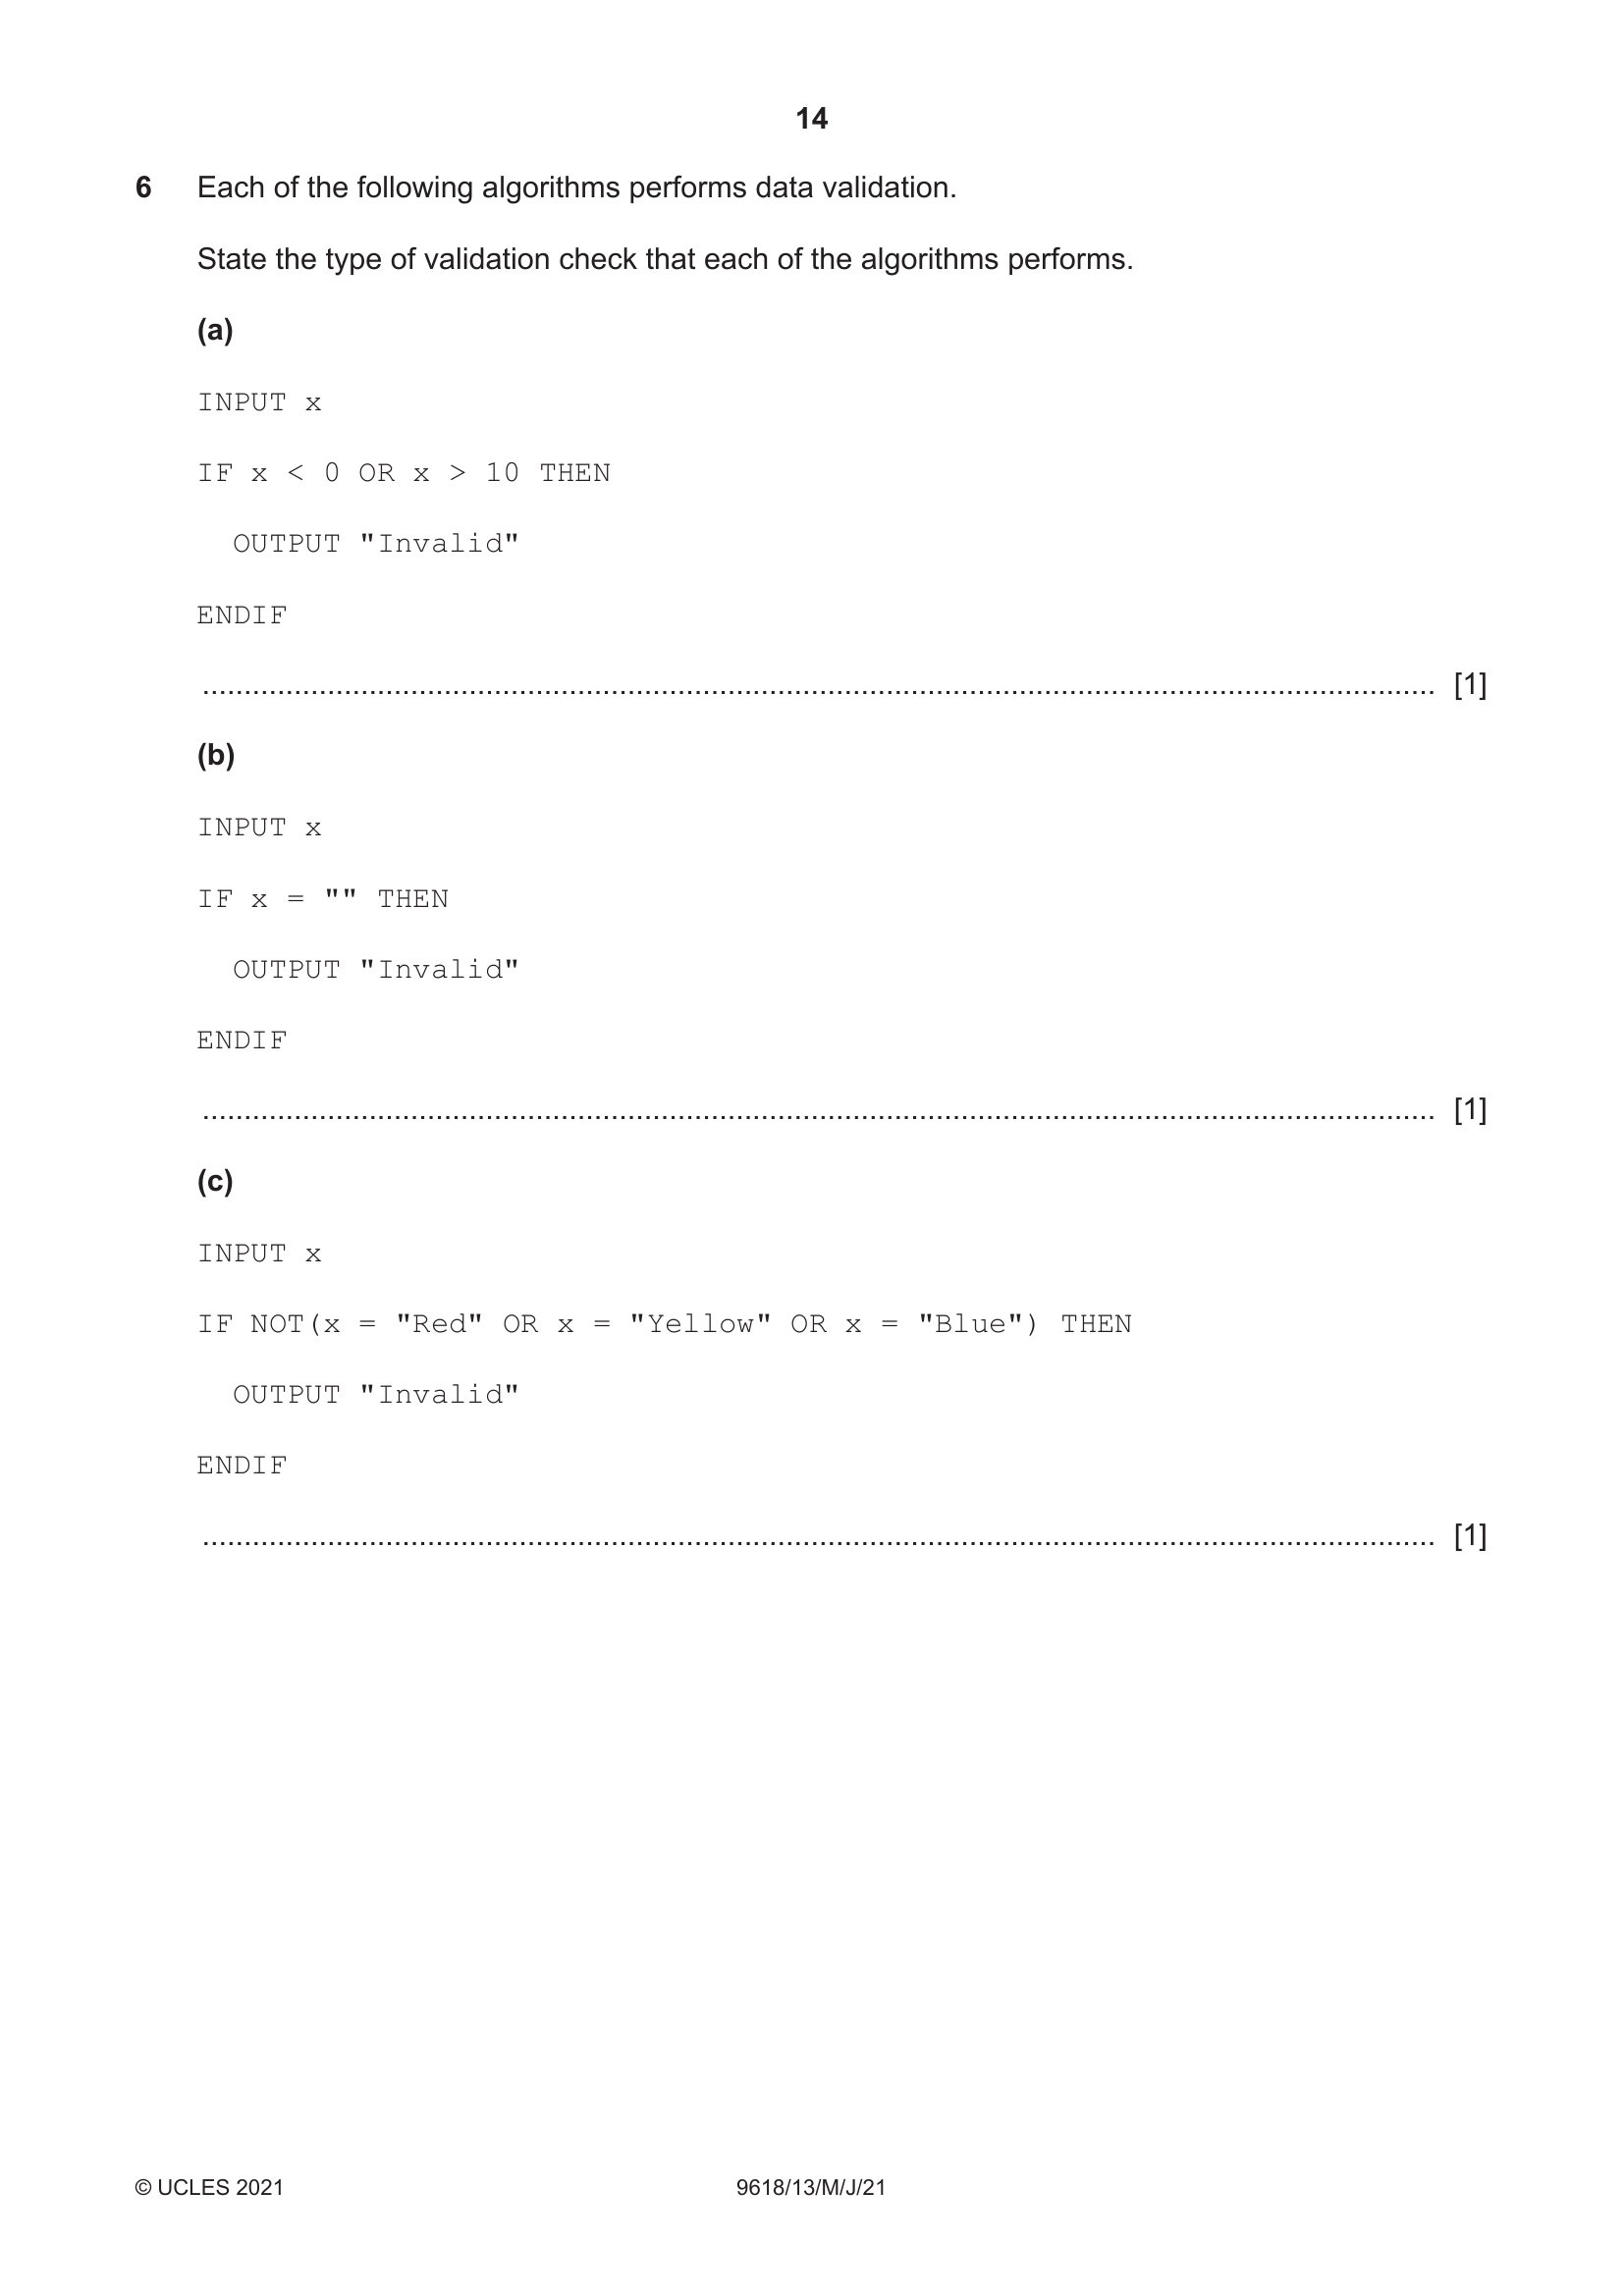 14
6 Each of the following algorithms performs data validation.
State the type of validation check that each of the algorithms performs.
(a)
INPUT x
IF x < 0 OR x > 10 THEN
OUTPUT "Invalid"
ENDIF
.................................................................................................................................................... [1]
(b)
INPUT x
IF x = "" THEN
OUTPUT "Invalid"
ENDIF
.................................................................................................................................................... [1]
(c)
INPUT x
IF NOT(x = "Red" OR x = "Yellow" OR x = "Blue") THEN
OUTPUT "Invalid"
ENDIF
.................................................................................................................................................... [1]
© UCLES 2021 9618/13/M/J/21